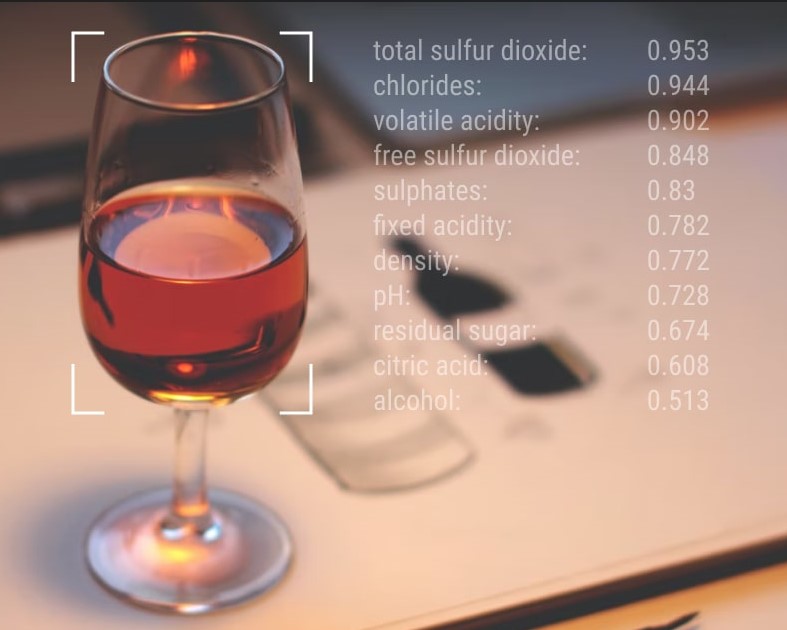 total sulfur dioxide: 0.953
chlorides: 0.944
volatile acidity: 0.902
free sulfur dioxide: 0.848
sulphates: 0.83
fixed acidity: 0.782
density: 0.772
pH: 0.728
residual sugar: 0.674
citric acid: 0.608
alcohol: 0.513